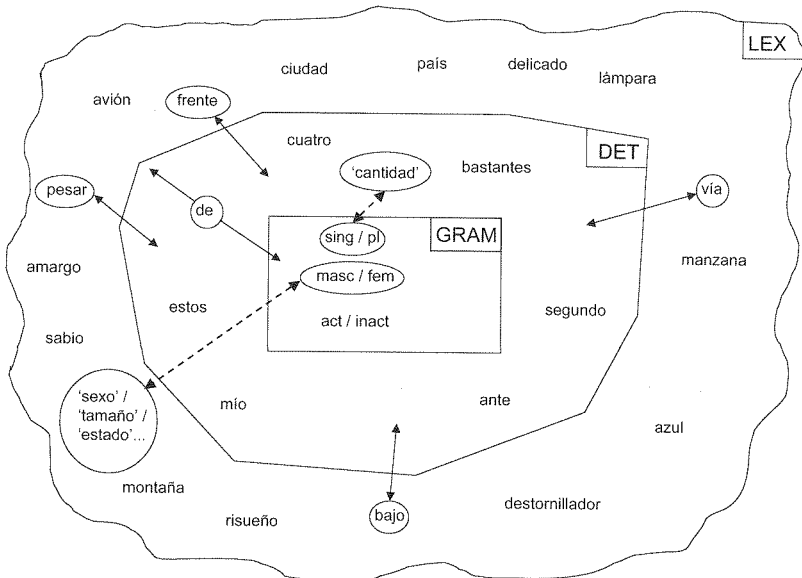 LEX
ciudad
país
delicado
lámpara
avión
frente
cuatro
DET
'cantidad'
bastantes
pesar
de
vía
sing / pl
GRAM
amargo
masc / fem
manzana
estos
act / inact
segundo
sabio
'sexo' /
'tamaño' /
'estado'...
mío
ante
azul
montaña
risueño
bajo
destornillador